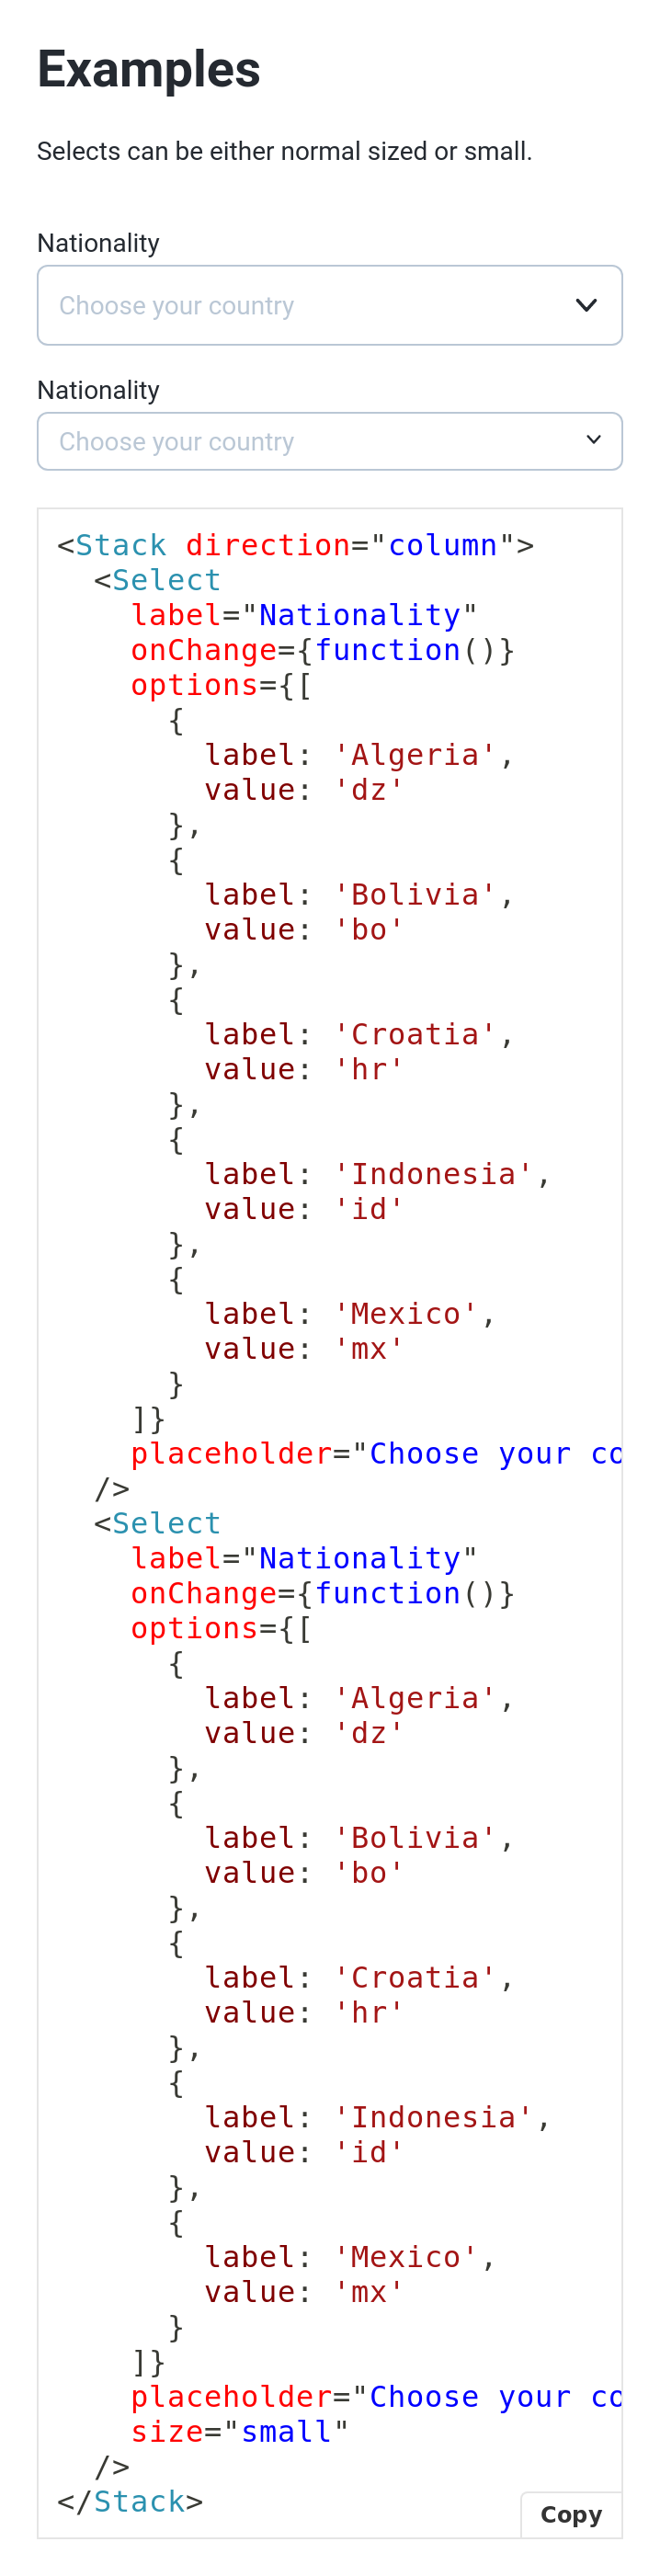 Examples
Selects can be either normal sized or small.
Nationality
Choose your country
Nationality
Choose your country
<Stack direction="column">
  <Select
    label="Nationality"
    onChange={function()}
    options={[
      {
        label: 'Algeria',
        value: 'dz'
      },
      {
        label: 'Bolivia',
        value: 'bo'
      },
      {
        label: 'Croatia',
        value: 'hr'
      },
      {
        label: 'Indonesia',
        value: 'id'
      },
      {
        label: 'Mexico',
        value: 'mx'
      }
    ]}
    placeholder="Choose your co
  />
  <Select
    label="Nationality"
    onChange={function()}
    options={[
      {
        label: 'Algeria',
        value: 'dz'
      },
      {
        label: 'Bolivia',
        value: 'bo'
      },
      {
        label: 'Croatia',
        value: 'hr'
      },
      {
        label: 'Indonesia',
        value: 'id'
      },
      {
        label: 'Mexico',
        value: 'mx'
      }
    ]}
    placeholder="Choose your co
    size="small"
  />
</Stack>
Copy